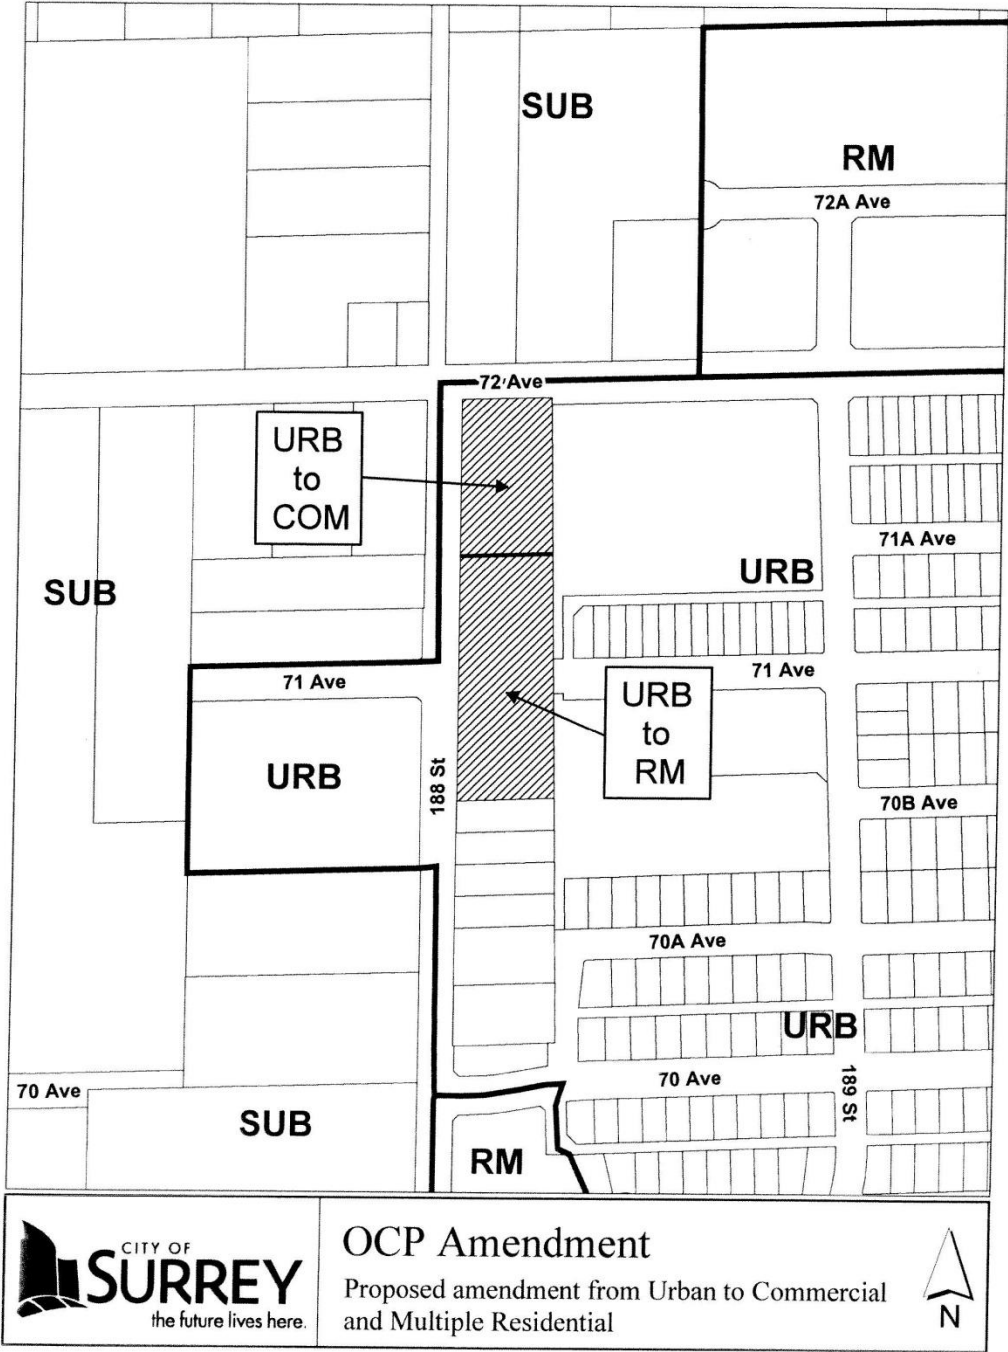 SUB
RM
72A Ave
72 Ave
URB
to
COM
71A Ave
SUB
URB
71 Ave
71 Ave
URB
to
RM
URB
188 St
70B Ave
70A Ave
URB
70 Ave
70 Ave
189 St
SUB
RM
CITY OF
SURREY
the future lives here.
OCP Amendment
Proposed amendment from Urban to Commercial
and Multiple Residential
N